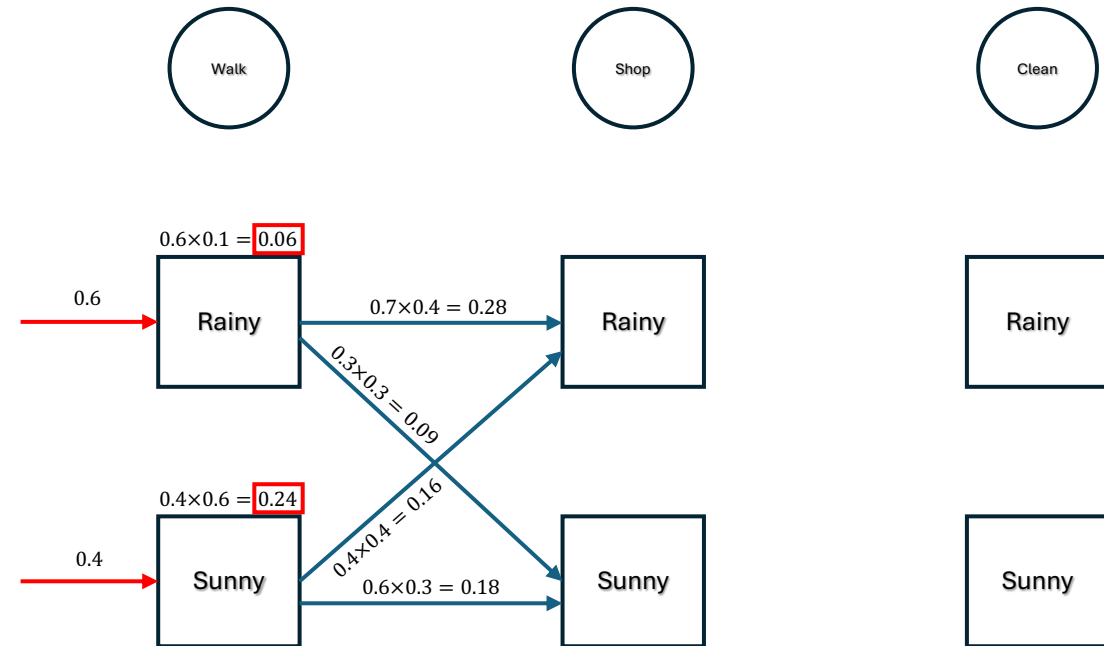 Walk
Shop
Clean
0.6×0.1 = 0.06
0.6
Rainy
0.7×0.4 = 0.28
Rainy
Rainy
0.3×0.3 = 0.09
0.4×0.4 = 0.16
0.4×0.6 = 0.24
0.4
Sunny
0.6×0.3 = 0.18
Sunny
Sunny